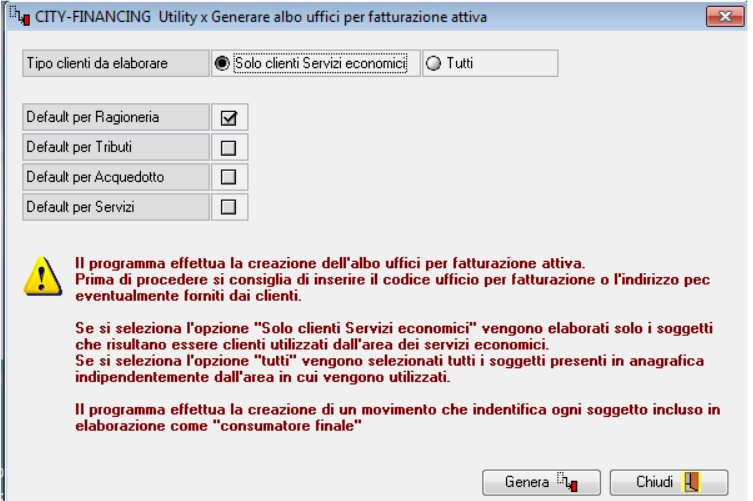 CITY-FINANCING Utility x Generare albo uffici per fatturazione attiva
Tipo clienti da elaborare Solo clienti Servizi economici Tutti
Default per Ragioneria
Default per Tributi
Default per Acquedotto
Default per Servizi
Il programma effettua la creazione dell'albo uffici per fatturazione attiva.
Prima di procedere si consiglia di inserire il codice ufficio per fatturazione o l'indirizzo pec
eventualmente forniti dai clienti.
Se si seleziona l'opzione "Solo clienti Servizi economici" vengono elaborati solo i soggetti
che risultano essere clienti utilizzati dall'area dei servizi economici.
Se si seleziona l'opzione "tutti" vengono selezionati tutti i soggetti presenti in anagrafica
indipendentemente dall'area in cui vengono utilizzati.
Il programma effettua la creazione di un movimento che indentifica ogni soggetto incluso in
elaborazione come "consumatore finale"
Genera Chiudi